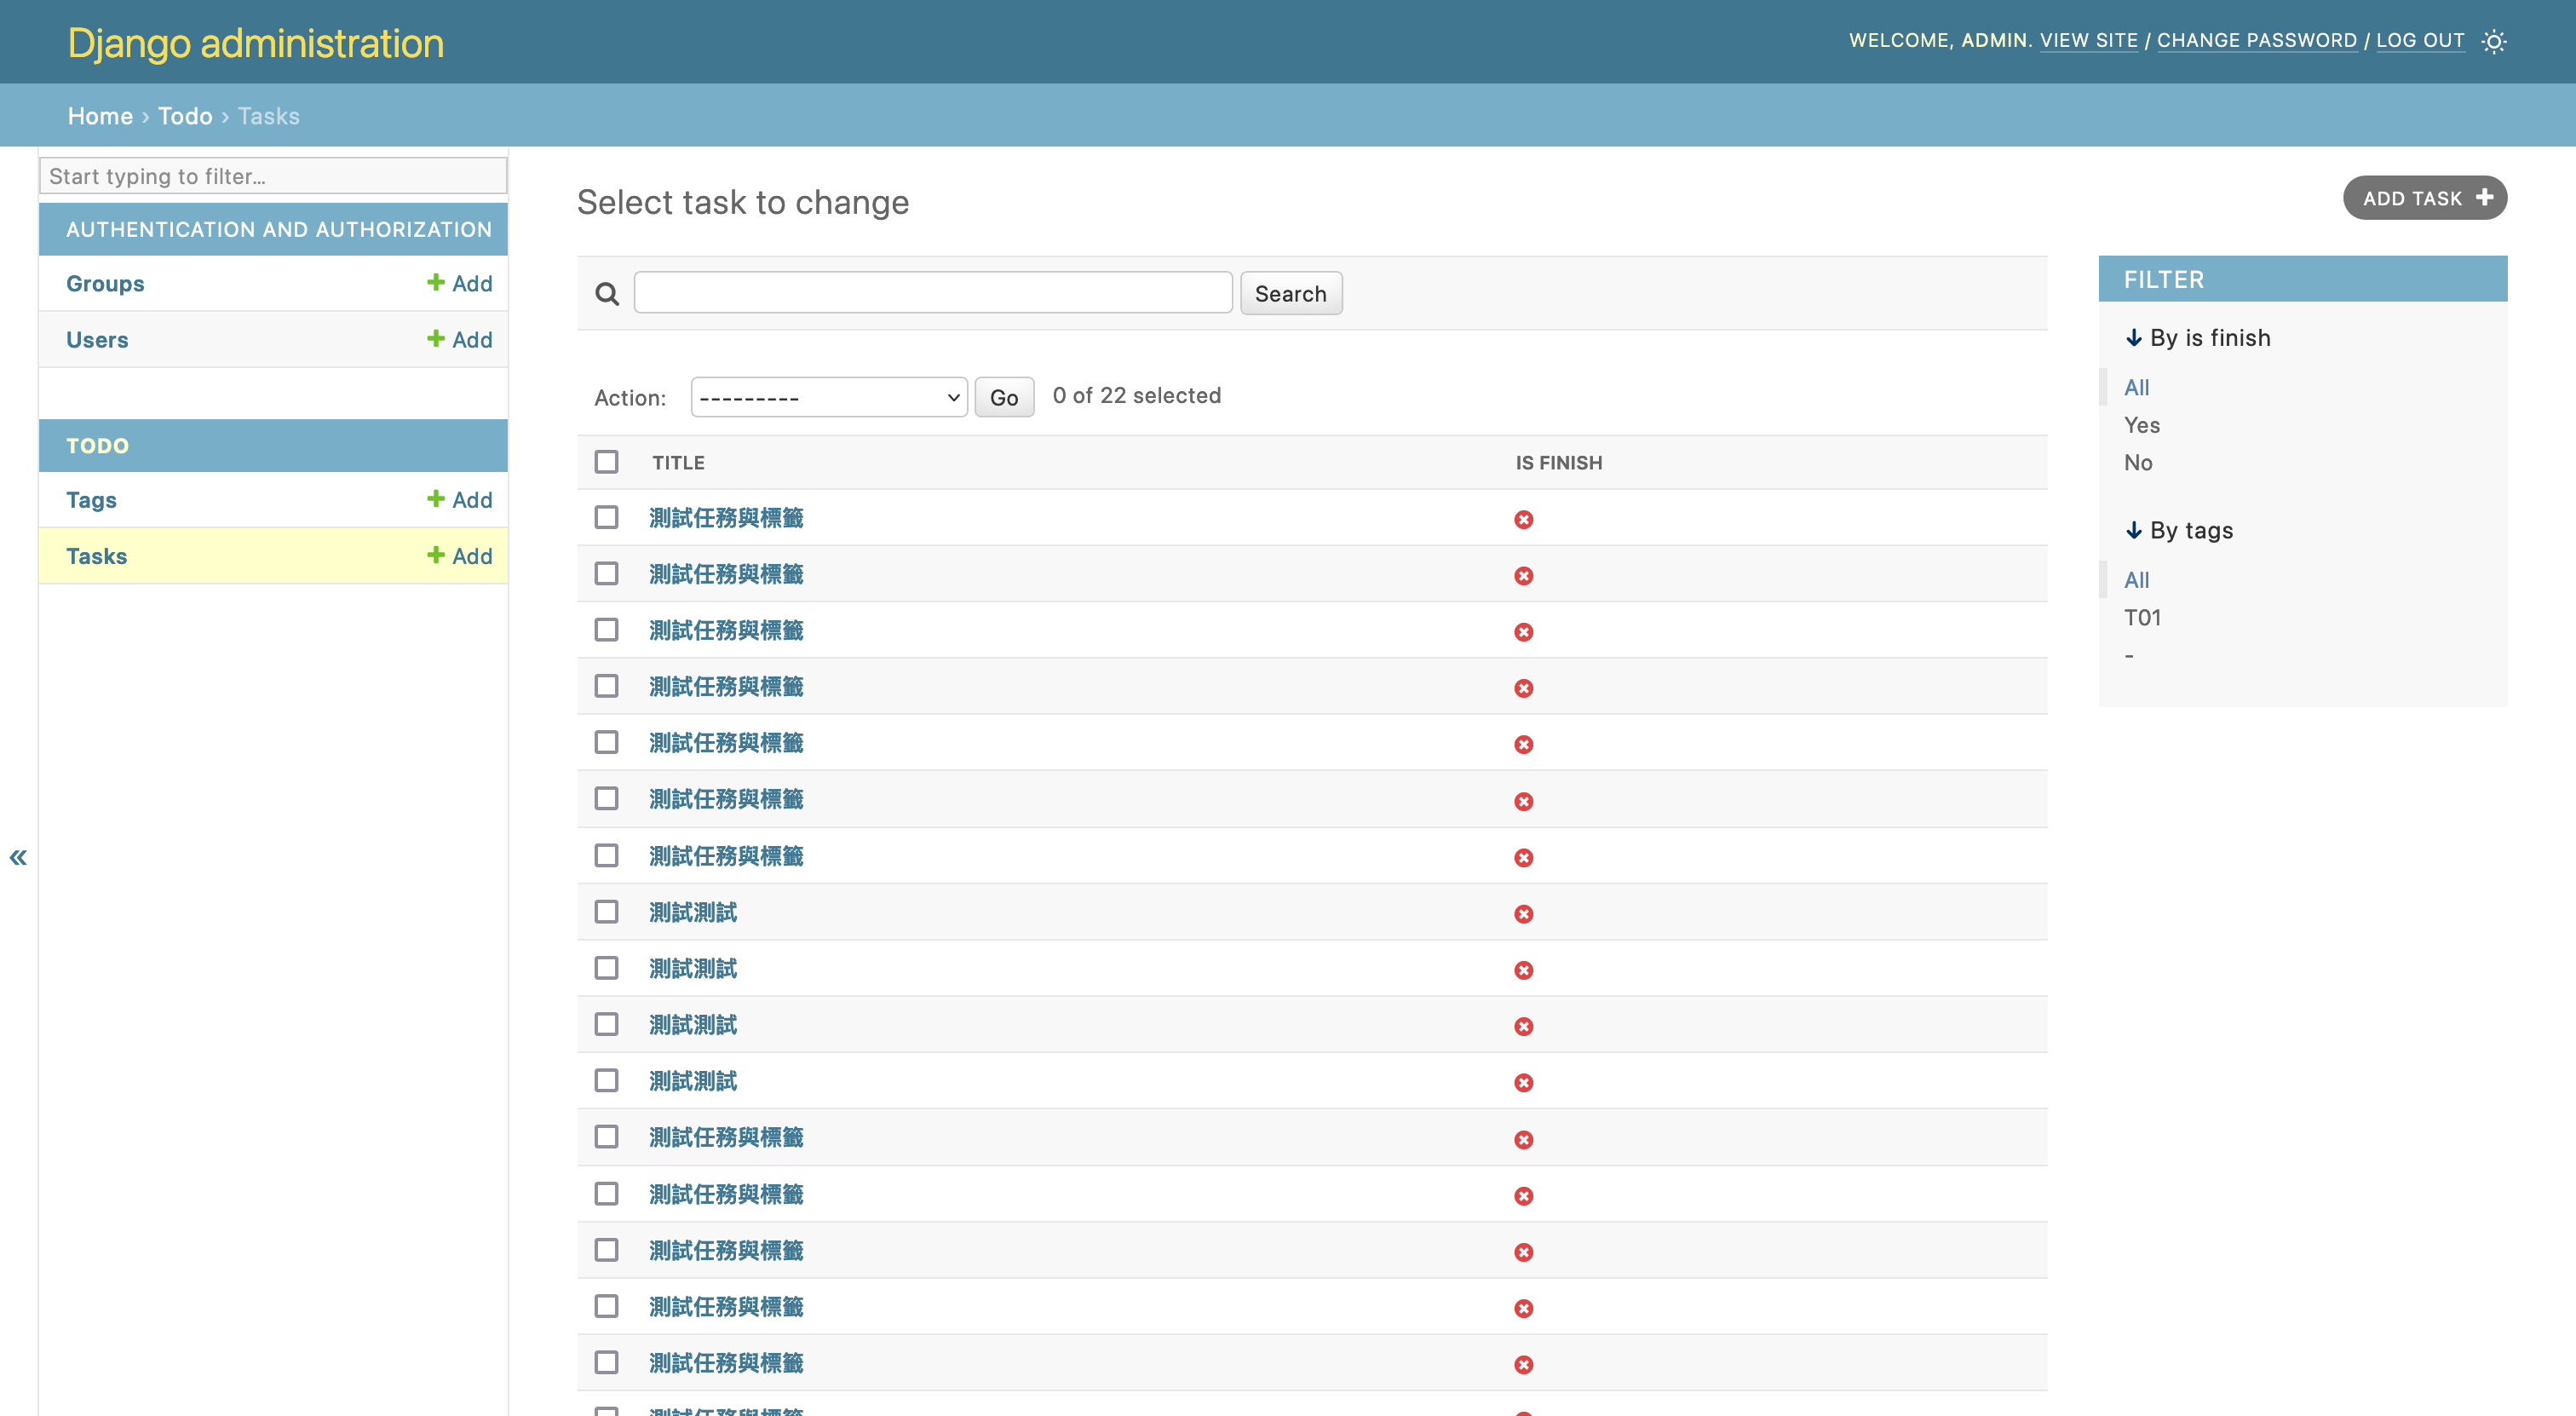 Django administration
WELCOME, ADMIN. VIEW SITE / CHANGE PASSWORD / LOG OUT
Home › Todo › Tasks
Start typing to filter...
AUTHENTICATION AND AUTHORIZATION
Groups + Add
Users + Add
TODO
Tags + Add
Tasks + Add
«
Select task to change
ADD TASK +
Search
Action: --------- Go 0 of 22 selected
TITLE IS FINISH
測試任務與標籤
測試任務與標籤
測試任務與標籤
測試任務與標籤
測試任務與標籤
測試任務與標籤
測試任務與標籤
測試測試
測試測試
測試測試
測試測試
測試任務與標籤
測試任務與標籤
測試任務與標籤
測試任務與標籤
測試任務與標籤
測試任務與標籤
FILTER
By is finish
All
Yes
No
By tags
All
T01
-